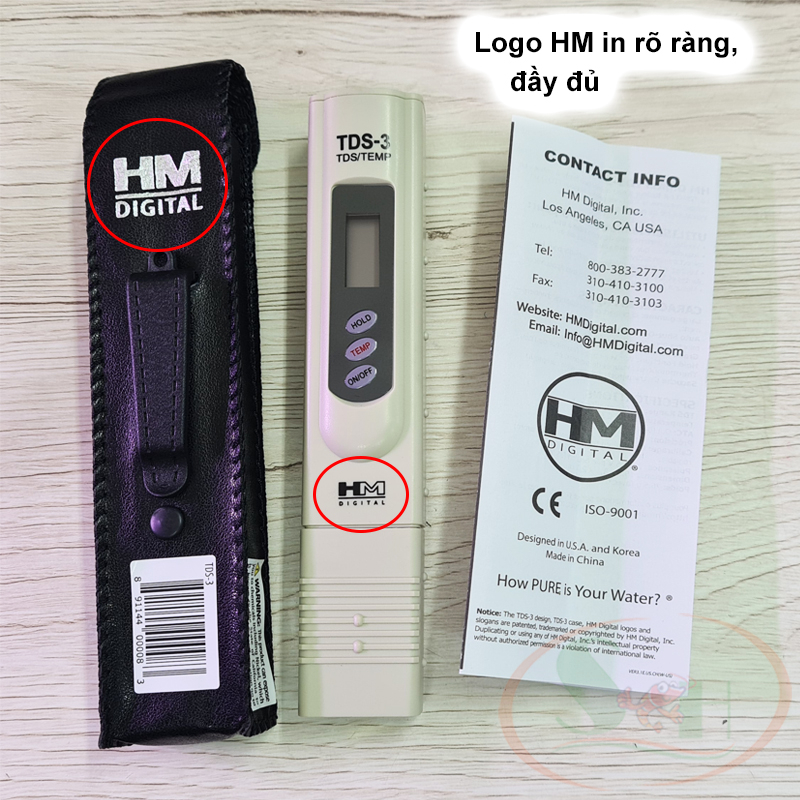 Logo HM in rõ ràng,
đầy đủ
HM
DIGITAL
TDS-3
8 91144 00008 3
TDS-3
TDS/TEMP
HOLD
TEMP
ON/OFF
HM
DIGITAL
CONTACT INFO
HM Digital, Inc.
Los Angeles, CA USA
Tel:
800-383-2777
310-410-3100
Fax:
310-410-3103
Website: HMDigital.com
Email: Info@HMDigital.com
HM
DIGITAL
®
CE ISO-9001
Designed in U.S.A. and Korea
Made in China
How PURE is Your Water? ®
Notice: The TDS-3 design, TDS-3 case, HM Digital logos and
slogans are patented, trademarked or copyrighted by HM Digital, Inc.
Duplicating or using any of HM Digital, Inc.'s intellectual property
without authorized permission is a violation of international law.